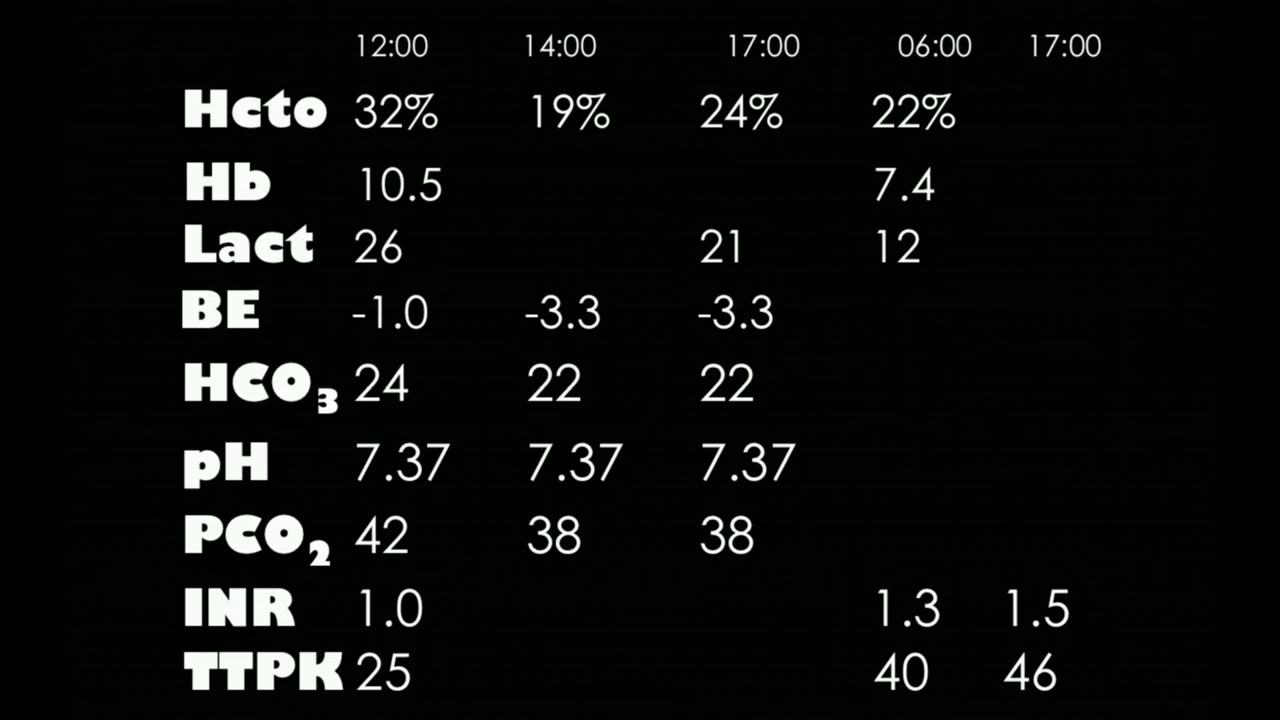 12:00 14:00 17:00 06:00 17:00
Hcto 32% 19% 24% 22%
Hb 10.5 7.4
Lact 26 21 12
BE -1.0 -3.3 -3.3
HCO₃ 24 22 22
pH 7.37 7.37 7.37
PCO₂ 42 38 38
INR 1.0 1.3 1.5
TTPK 25 40 46